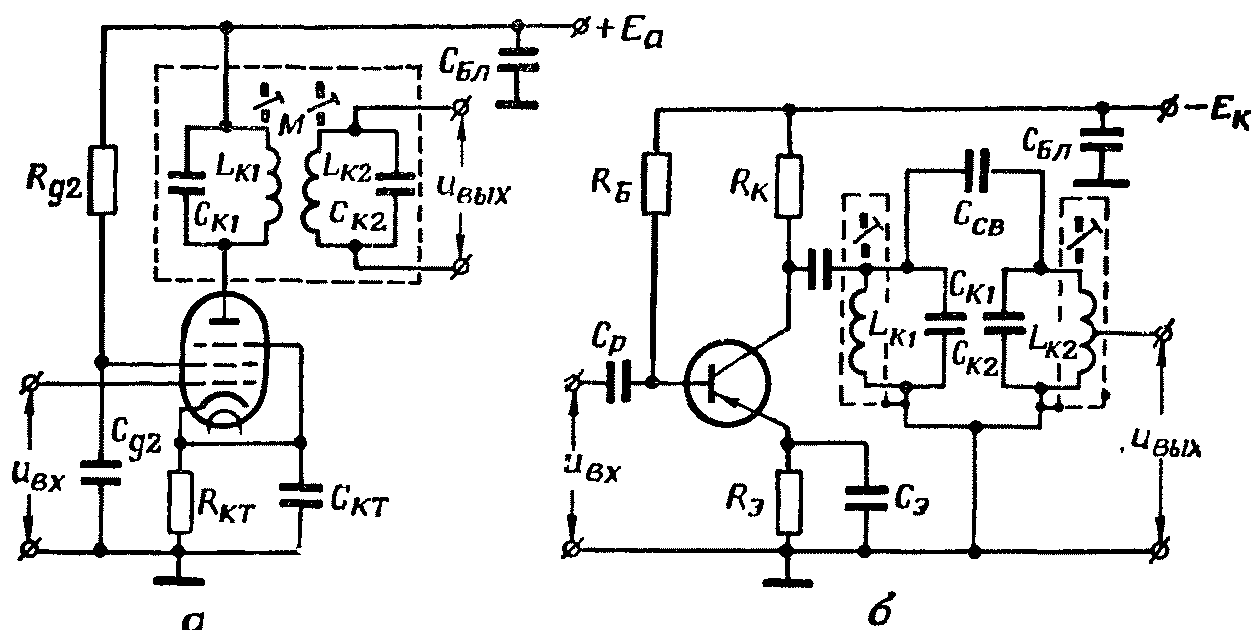 +Eа
Cбл
M
Lк1
Lк2
Rg2
Cк1
Cк2
uвых
Cg2
uвх
Rкт
Cкт
а
−Eк
Cбл
Rб
Rк
Cсв
Cк1
Lк1
Cр
Cк2
Lк2
uвх
uвых
Rэ
Cэ
б